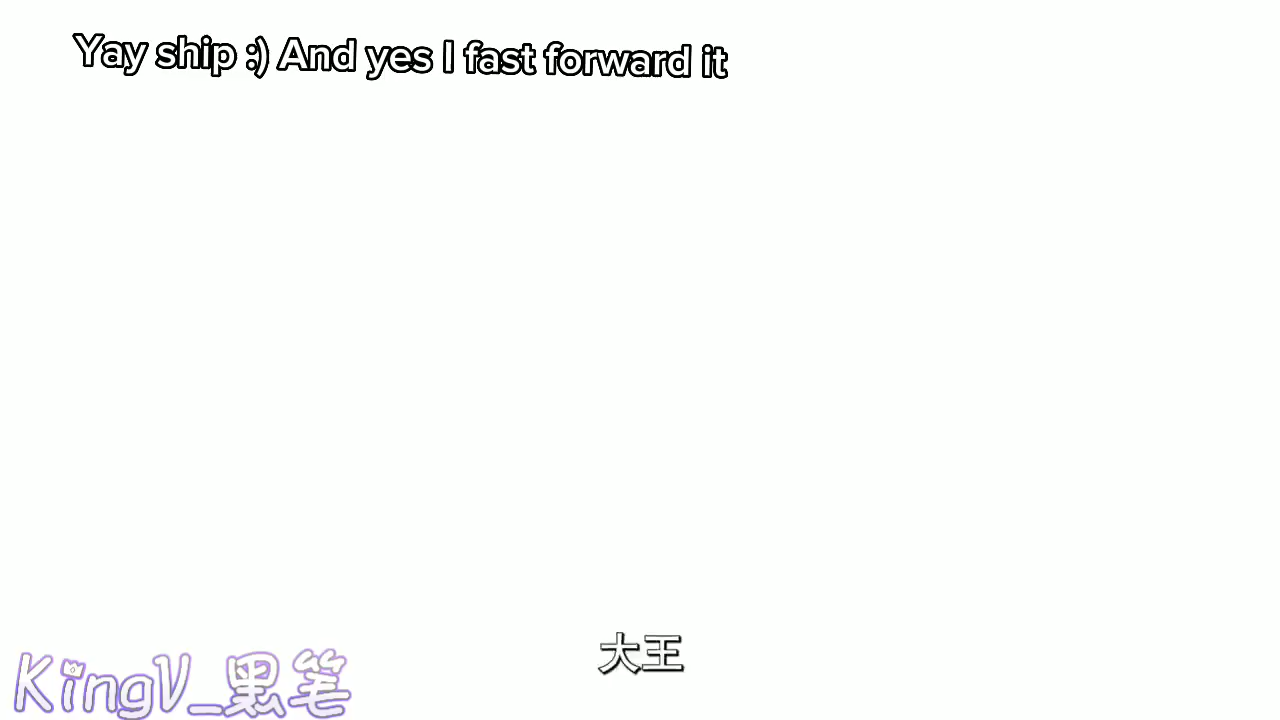 Yay ship :) And yes I fast forward it
大王
KingV_黑笔